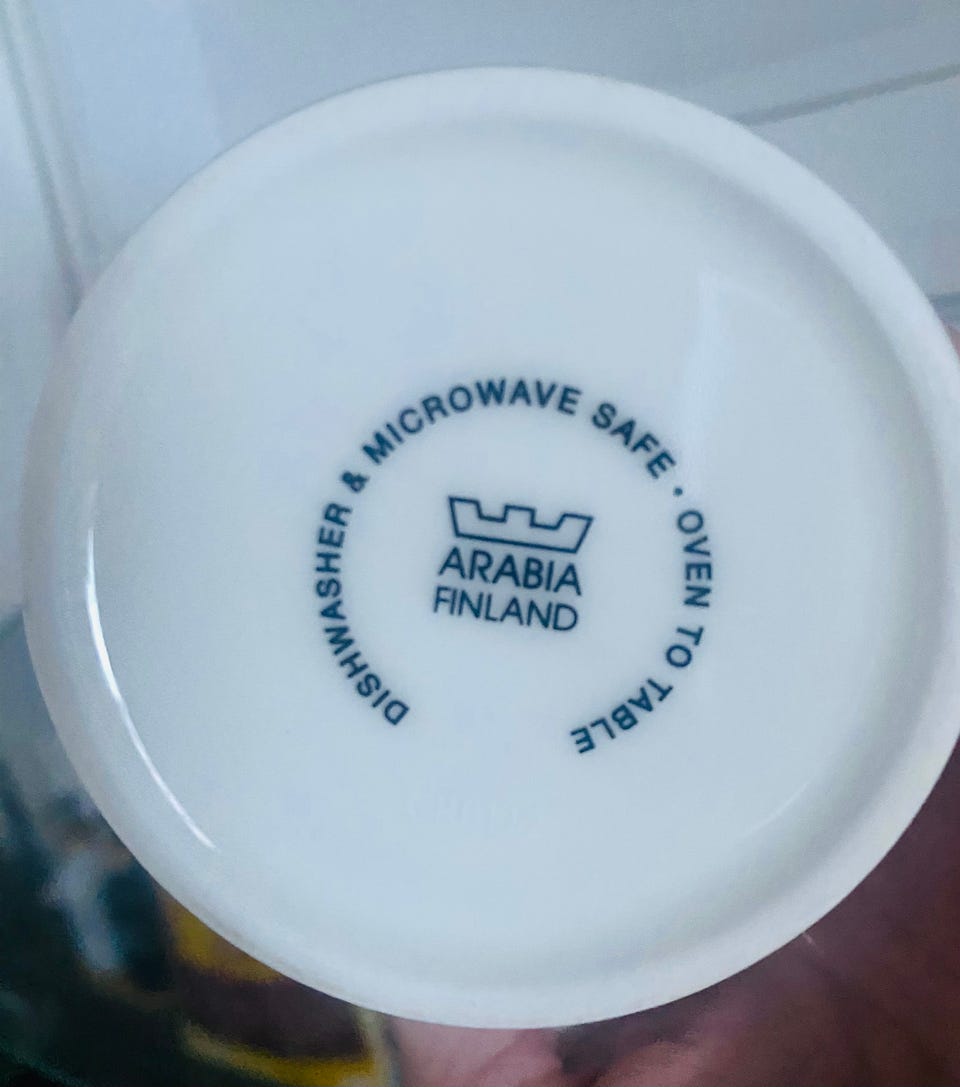 DISHWASHER & MICROWAVE SAFE • OVEN TO TABLE
ARABIA
FINLAND